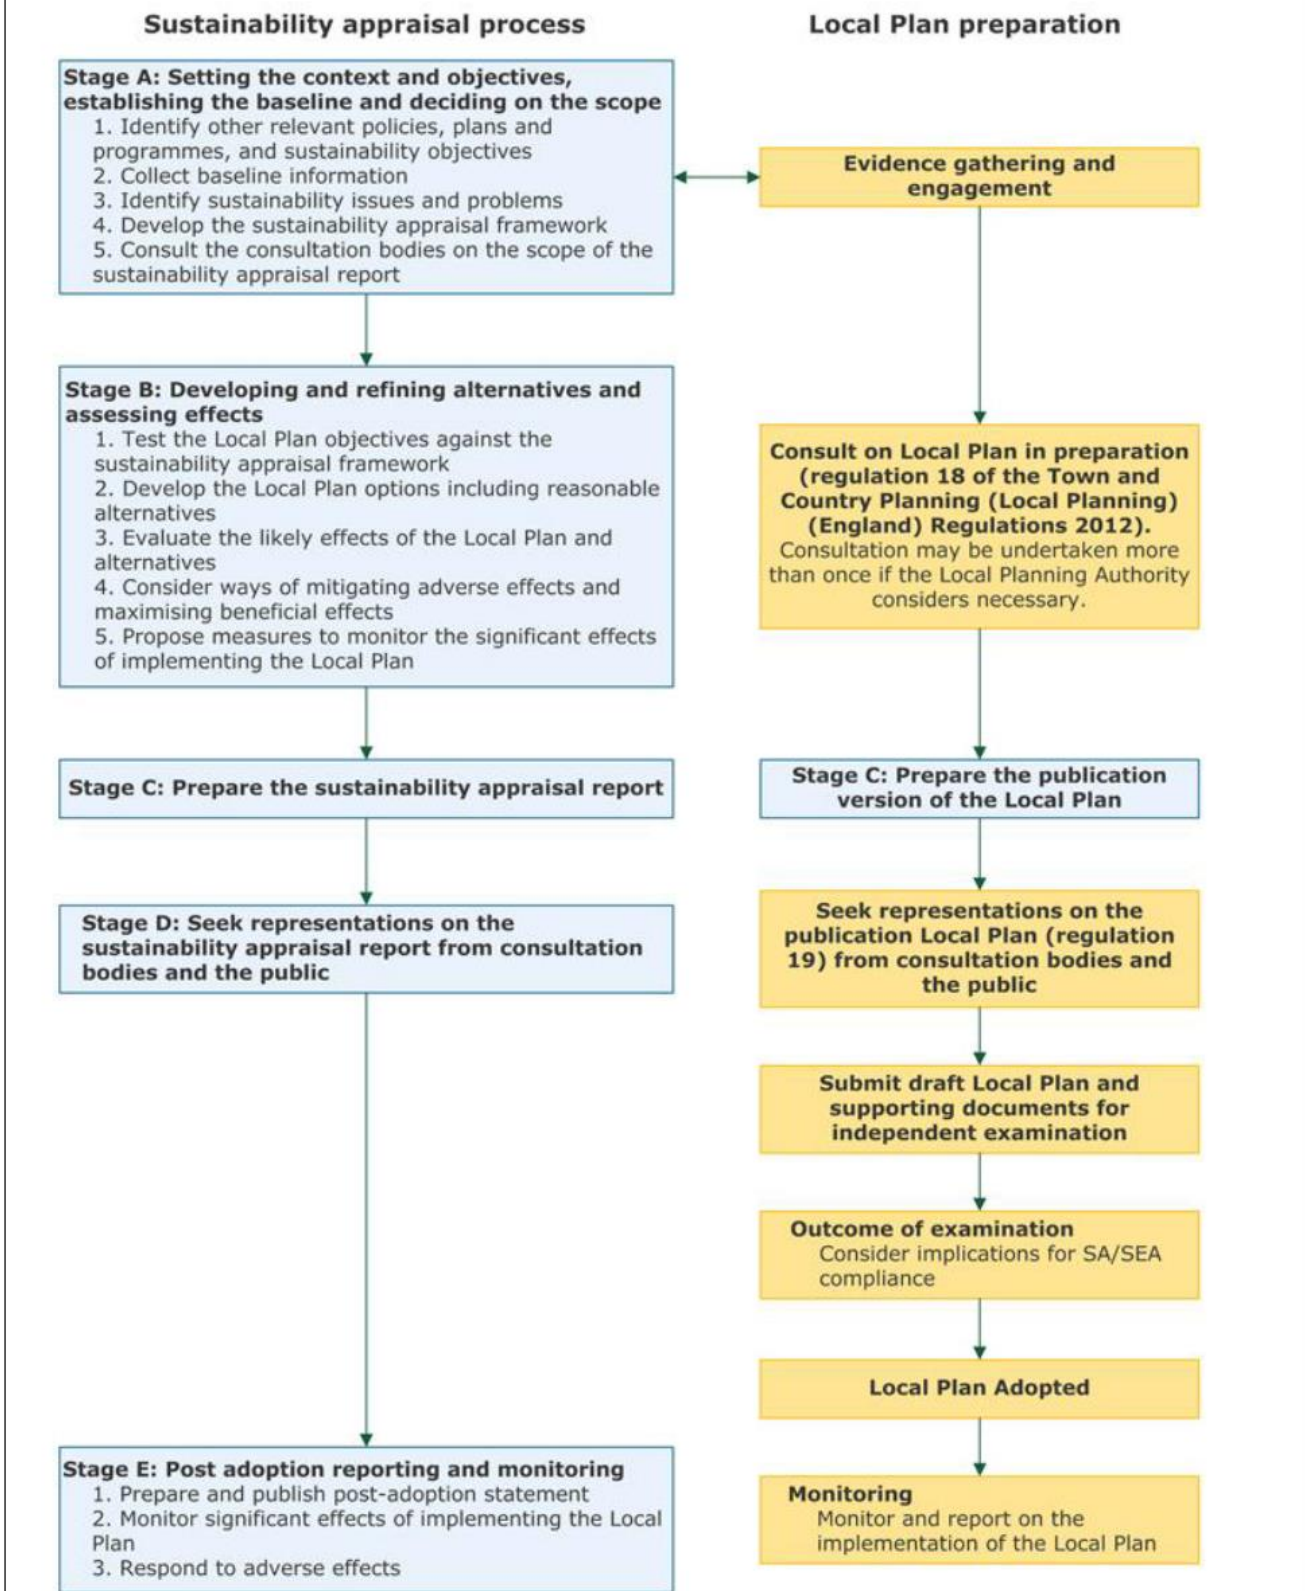 Sustainability appraisal process
Local Plan preparation
Stage A: Setting the context and objectives,
establishing the baseline and deciding on the scope
1. Identify other relevant policies, plans and
programmes, and sustainability objectives
2. Collect baseline information
3. Identify sustainability issues and problems
4. Develop the sustainability appraisal framework
5. Consult the consultation bodies on the scope of the
sustainability appraisal report
Evidence gathering and
engagement
Stage B: Developing and refining alternatives and
assessing effects
1. Test the Local Plan objectives against the
sustainability appraisal framework
2. Develop the Local Plan options including reasonable
alternatives
3. Evaluate the likely effects of the Local Plan and
alternatives
4. Consider ways of mitigating adverse effects and
maximising beneficial effects
5. Propose measures to monitor the significant effects
of implementing the Local Plan
Consult on Local Plan in preparation
(regulation 18 of the Town and
Country Planning (Local Planning)
(England) Regulations 2012).
Consultation may be undertaken more
than once if the Local Planning Authority
considers necessary.
Stage C: Prepare the sustainability appraisal report
Stage C: Prepare the publication
version of the Local Plan
Stage D: Seek representations on the
sustainability appraisal report from consultation
bodies and the public
Seek representations on the
publication Local Plan (regulation
19) from consultation bodies and
the public
Submit draft Local Plan and
supporting documents for
independent examination
Outcome of examination
Consider implications for SA/SEA
compliance
Local Plan Adopted
Stage E: Post adoption reporting and monitoring
1. Prepare and publish post-adoption statement
2. Monitor significant effects of implementing the Local
Plan
3. Respond to adverse effects
Monitoring
Monitor and report on the
implementation of the Local Plan